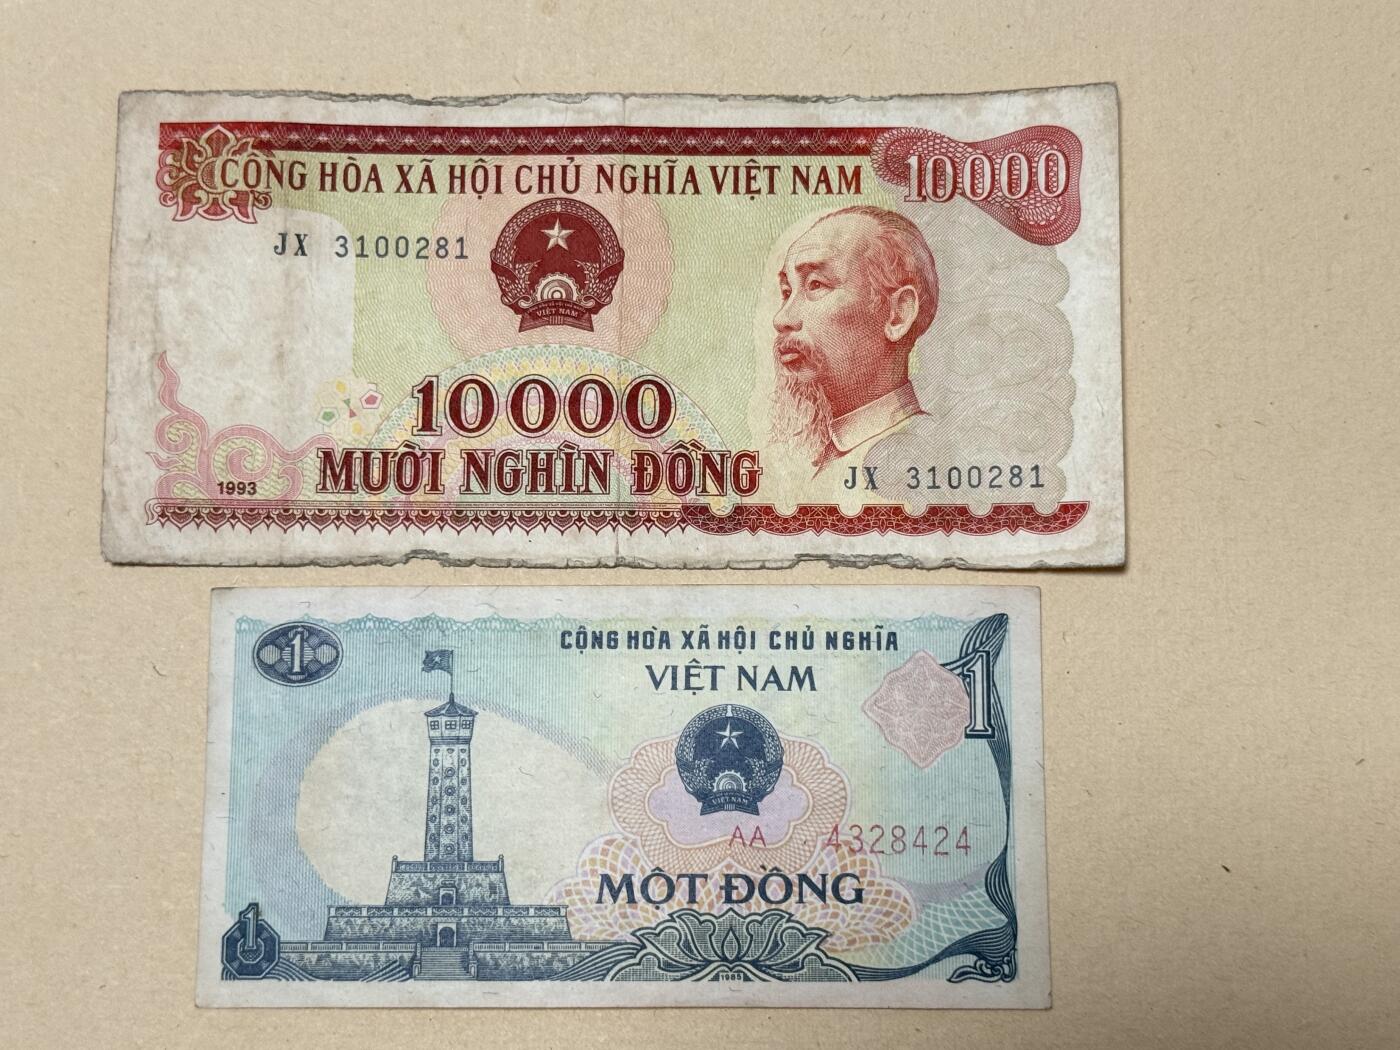 CỘNG HÒA XÃ HỘI CHỦ NGHĨA VIỆT NAM
10000
JX 3100281
VIỆT NAM
10000
MƯỜI NGHÌN ĐỒNG
1993
JX 3100281
1
CỘNG HÒA XÃ HỘI CHỦ NGHĨA
VIỆT NAM
1
VIỆT NAM
AA 4328424
MỘT ĐỒNG
1
1985